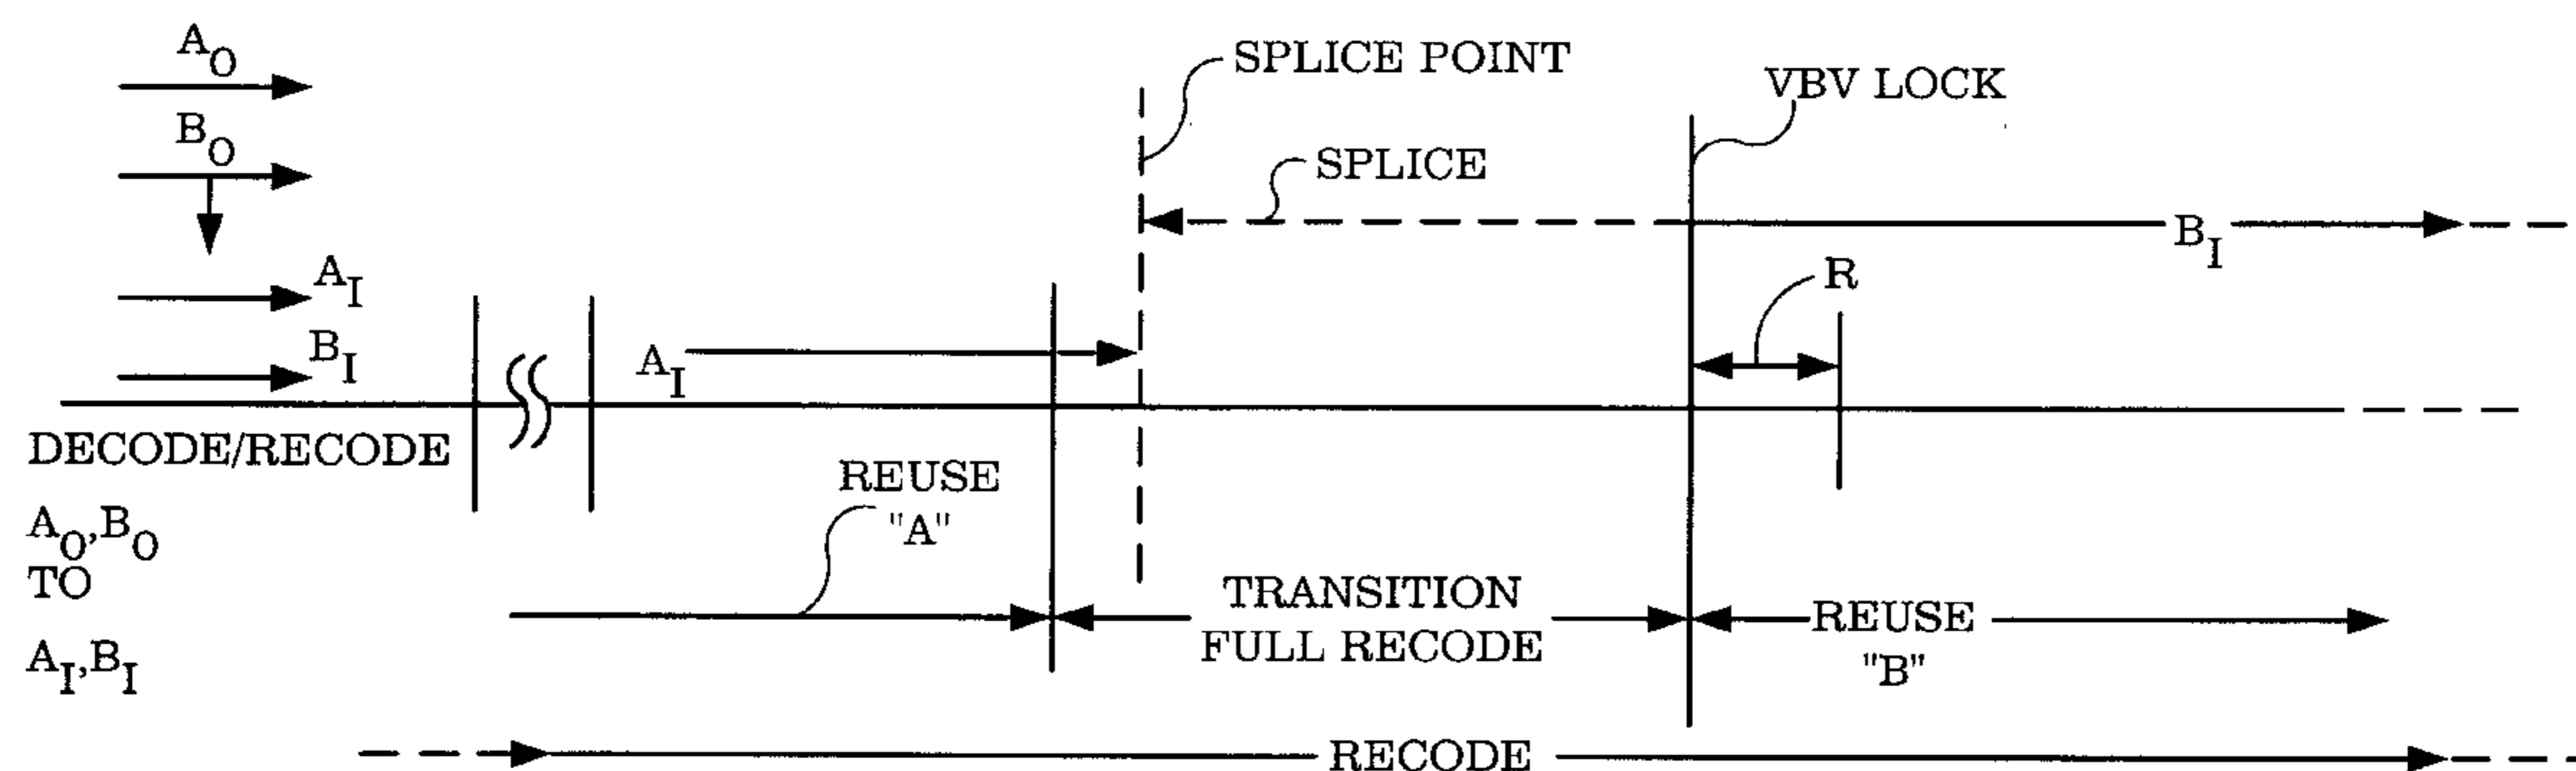 A_O
B_O
A_I
B_I
DECODE/RECODE
A_O,B_O
TO
A_I,B_I
A_I
SPLICE POINT
SPLICE
VBV LOCK
B_I
R
REUSE
"A"
TRANSITION
FULL RECODE
REUSE
"B"
RECODE